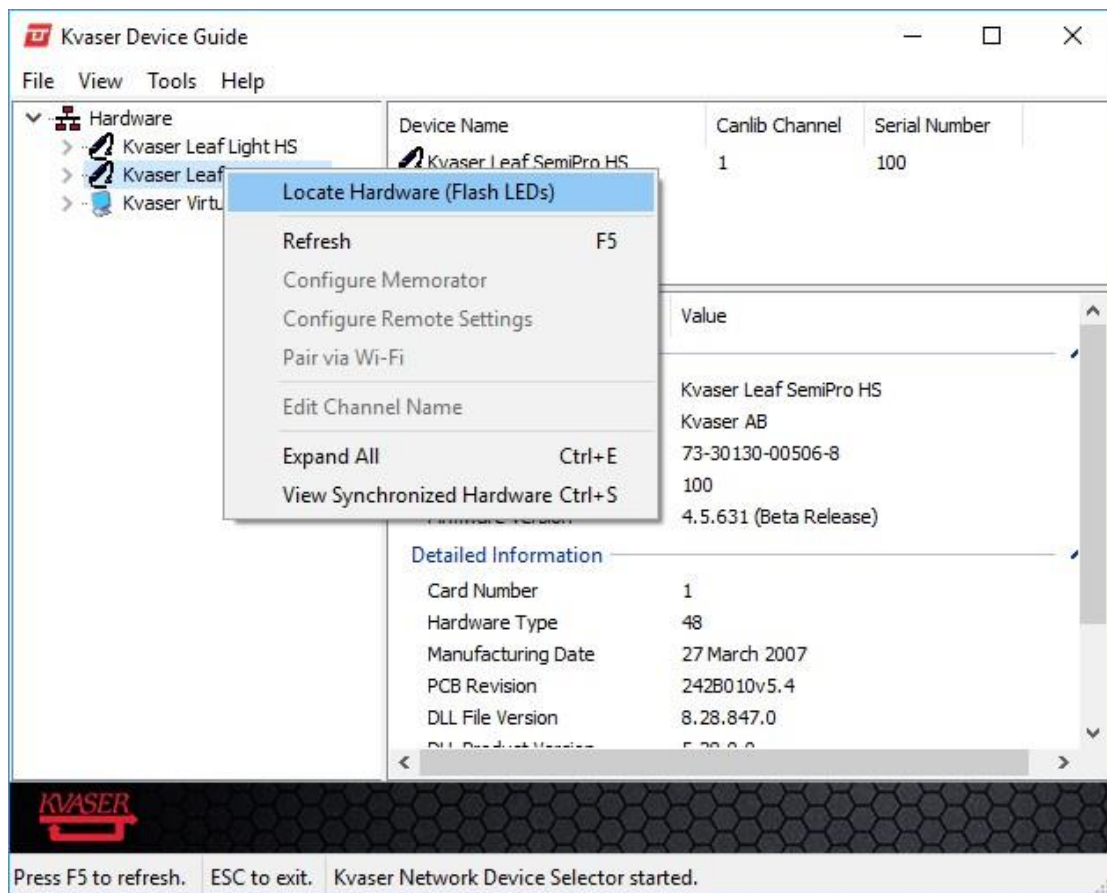 Kvaser Device Guide
File View Tools Help
Hardware
Kvaser Leaf Light HS
Kvaser Leaf
Kvaser Virtu
Device Name Canlib Channel Serial Number
Kvaser Leaf SemiPro HS 1 100
Locate Hardware (Flash LEDs)
Refresh F5
Configure Memorator
Configure Remote Settings
Pair via Wi-Fi
Edit Channel Name
Expand All Ctrl+E
View Synchronized Hardware Ctrl+S
Value
Kvaser Leaf SemiPro HS
Kvaser AB
73-30130-00506-8
100
4.5.631 (Beta Release)
Detailed Information
Card Number 1
Hardware Type 48
Manufacturing Date 27 March 2007
PCB Revision 242B010v5.4
DLL File Version 8.28.847.0
KVASER
Press F5 to refresh. ESC to exit. Kvaser Network Device Selector started.